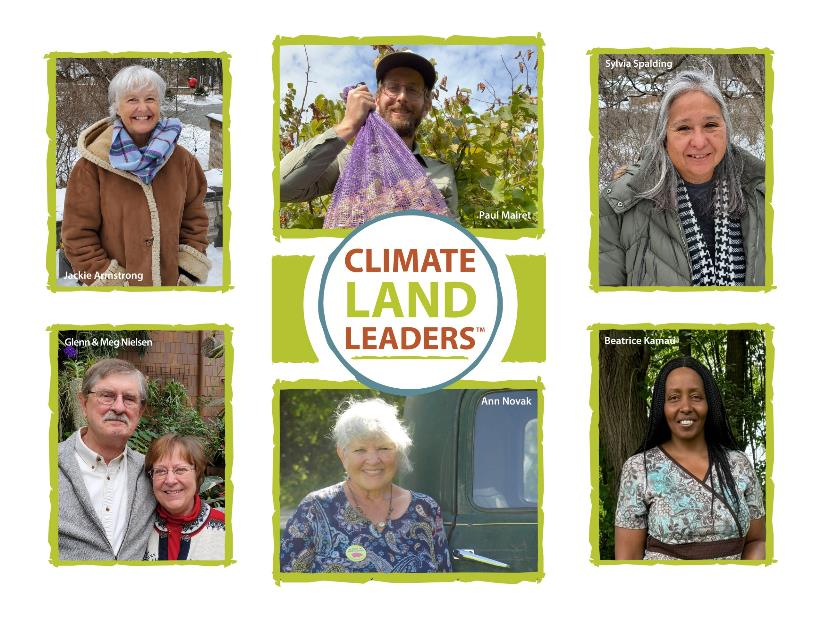 Jackie Armstrong
Paul Mairet
Sylvia Spalding
CLIMATE
LAND
LEADERS™
Glenn & Meg Nielsen
Ann Novak
Beatrice Kamau